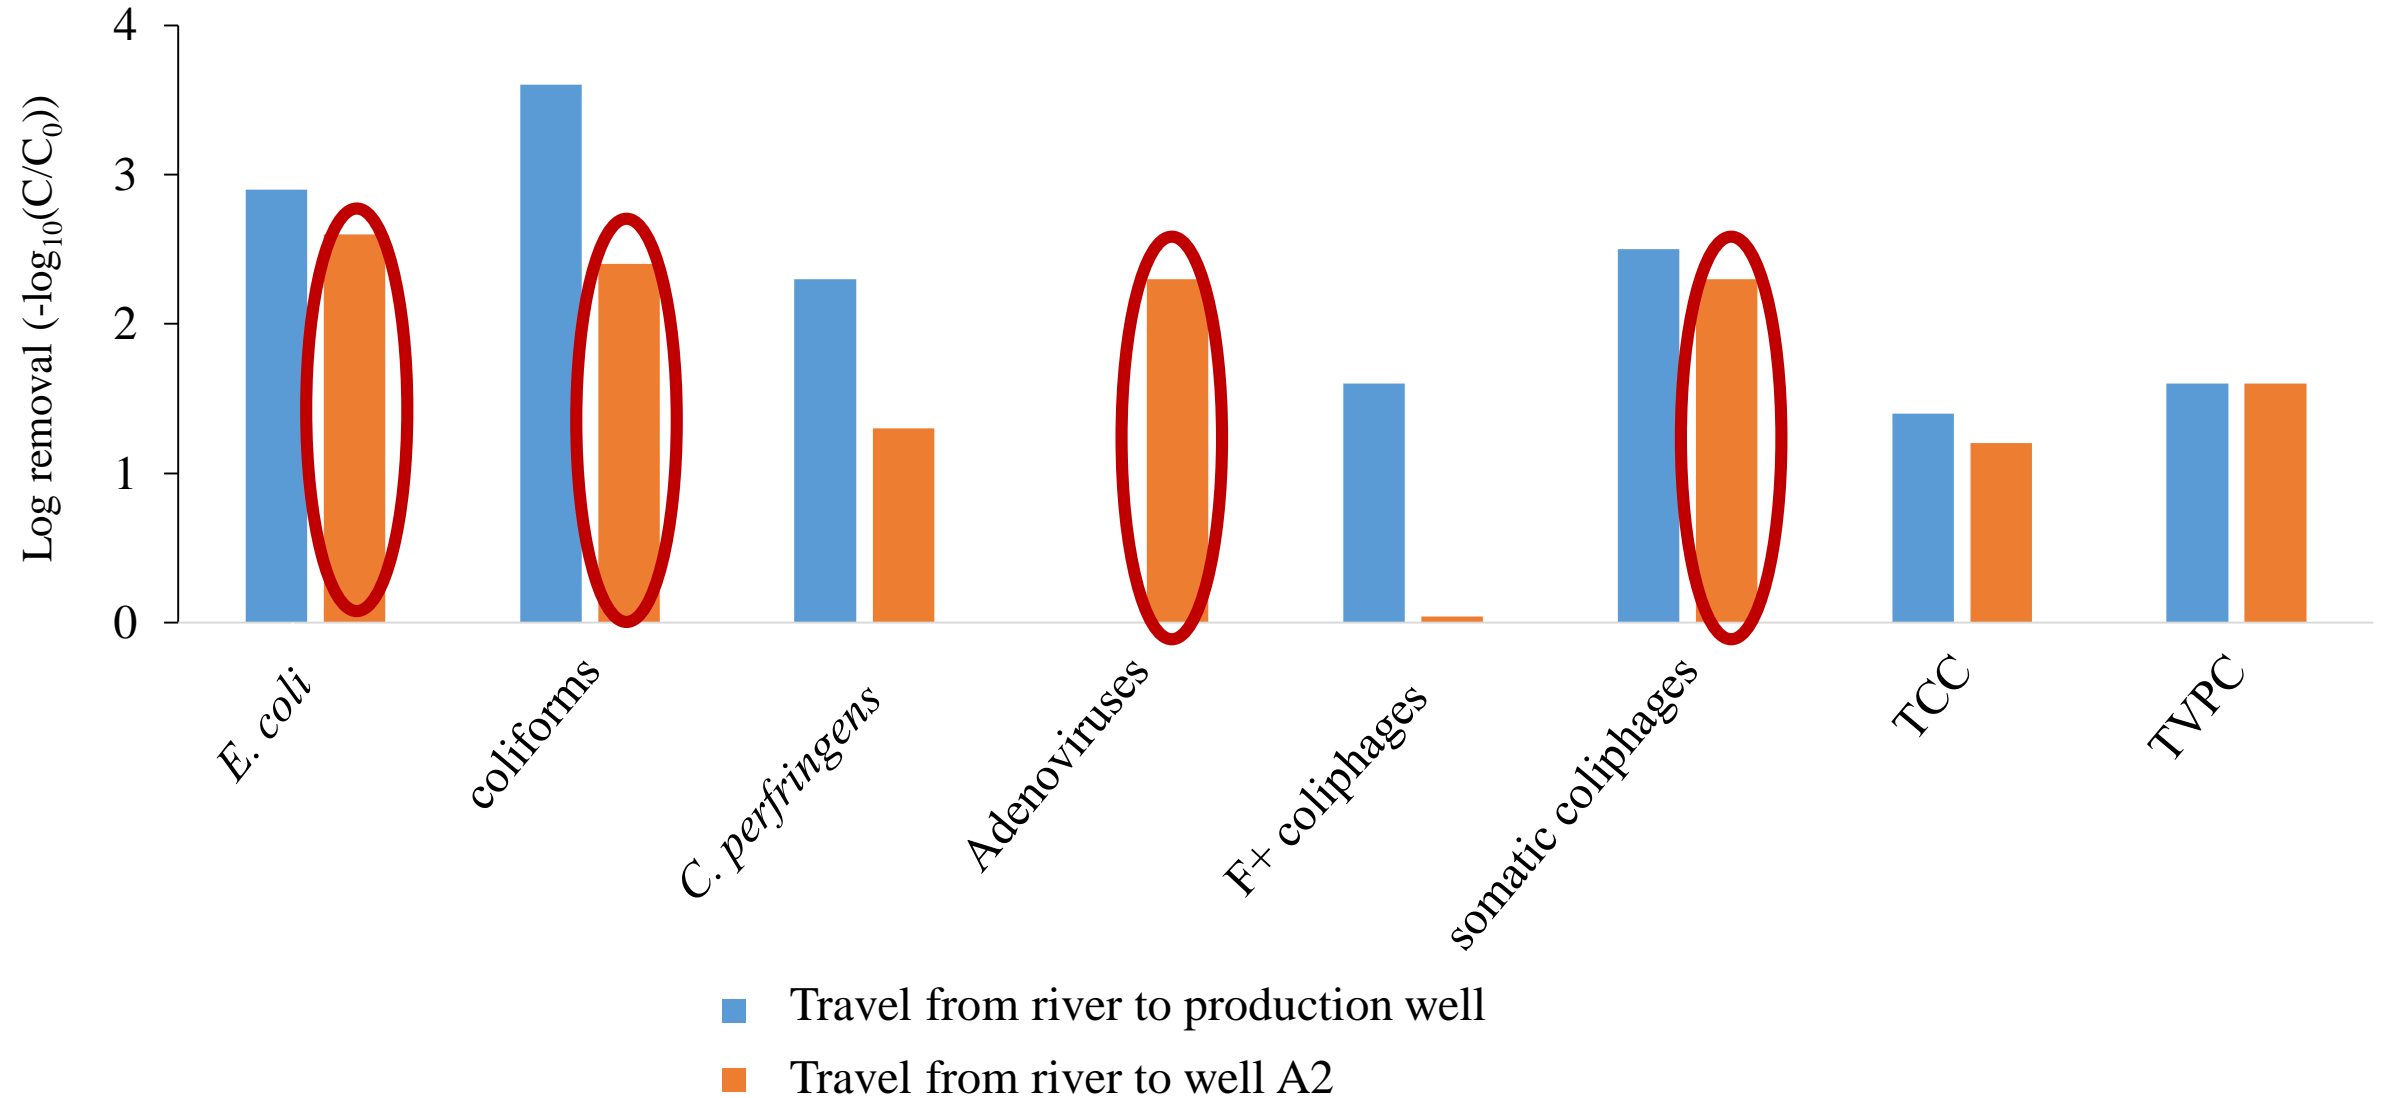 4
3
2
1
0
Log removal (-log10(C/C0))
E. coli
coliforms
C. perfringens
Adenoviruses
F+ coliphages
somatic coliphages
TCC
TVPC
Travel from river to production well
Travel from river to well A2